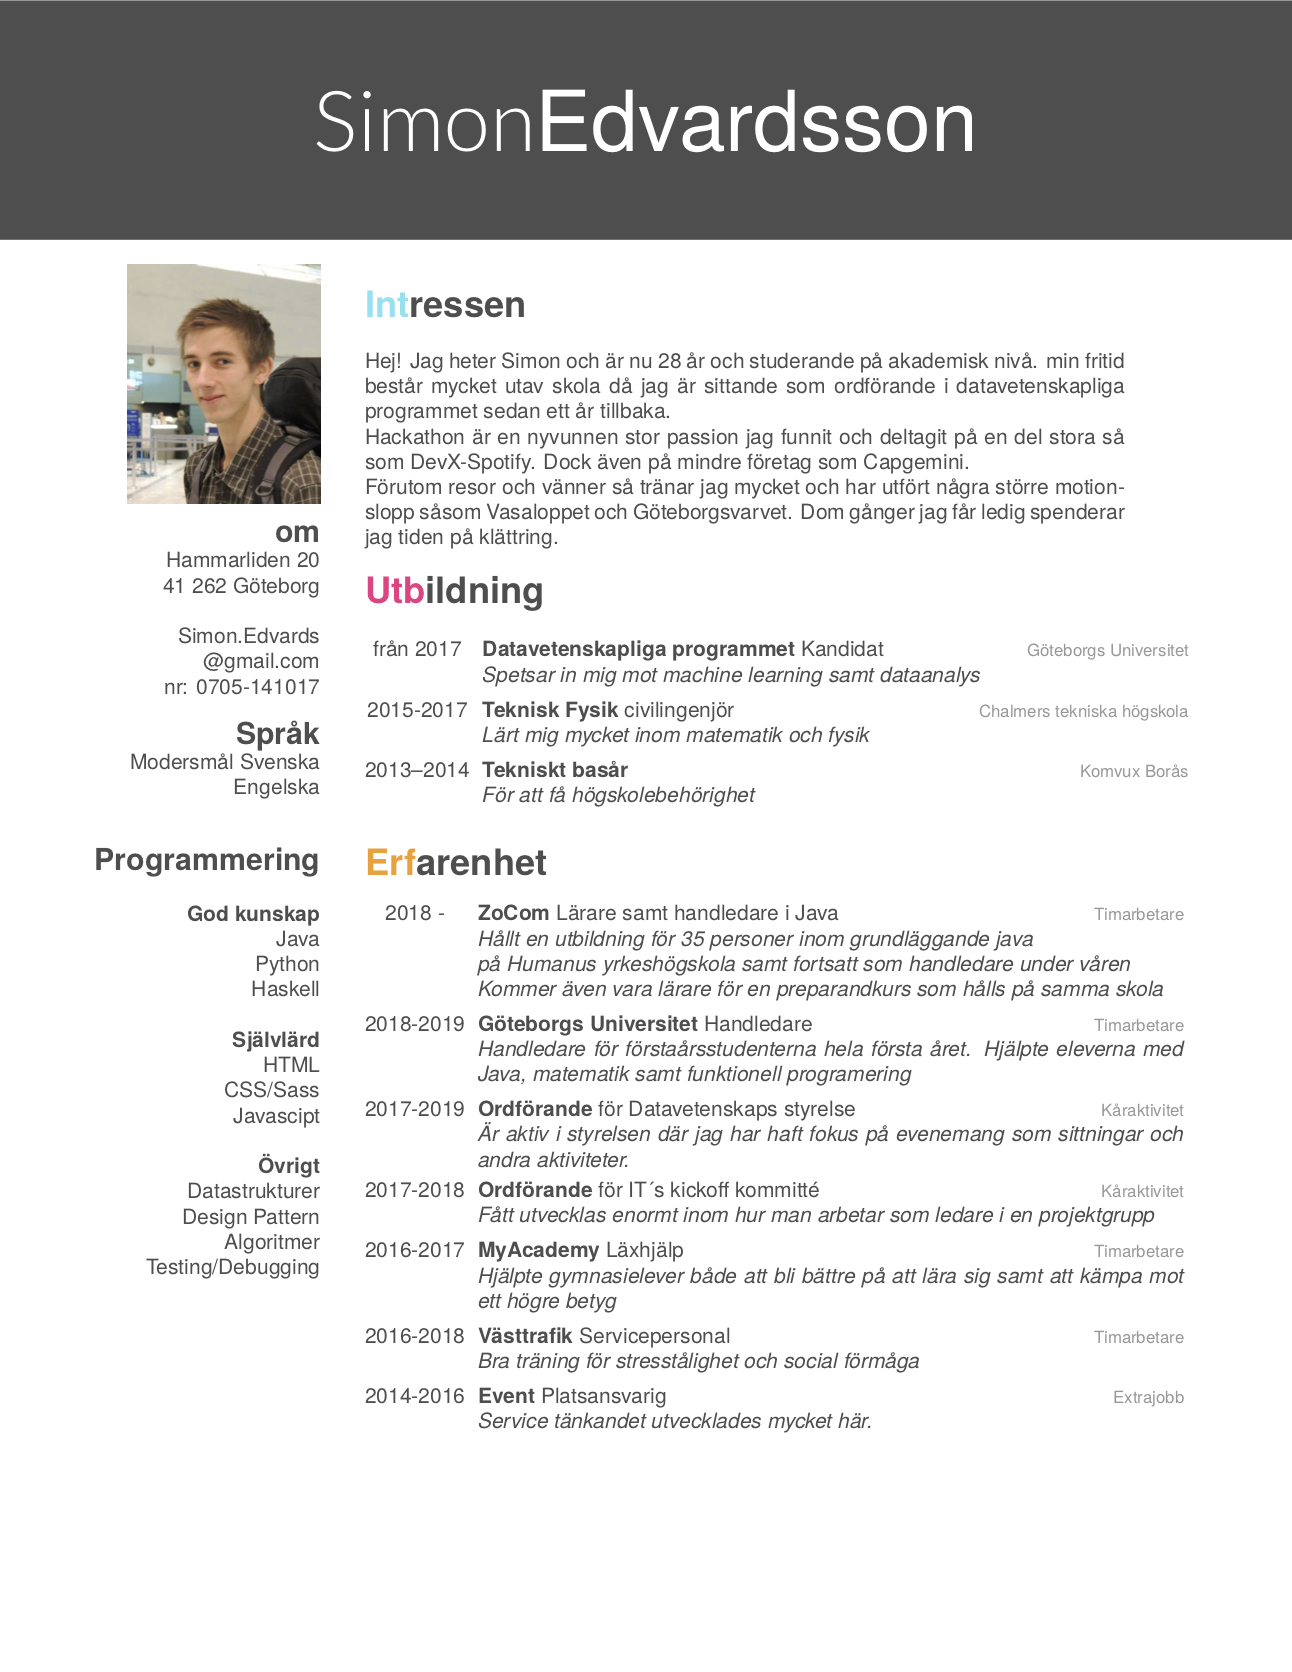 SimonEdvardsson
om
Hammarliden 20
41 262 Göteborg
Simon.Edvards
@gmail.com
nr: 0705-141017
Språk
Modersmål Svenska
Engelska
Programmering
God kunskap
Java
Python
Haskell
Självlärd
HTML
CSS/Sass
Javascipt
Övrigt
Datastrukturer
Design Pattern
Algoritmer
Testing/Debugging
Intressen
Hej! Jag heter Simon och är nu 28 år och studerande på akademisk nivå. min fritid
består mycket utav skola då jag är sittande som ordförande i datavetenskapliga
programmet sedan ett år tillbaka.
Hackathon är en nyvunnen stor passion jag funnit och deltagit på en del stora så
som DevX-Spotify. Dock även på mindre företag som Capgemini.
Förutom resor och vänner så tränar jag mycket och har utfört några större motion-
slopp såsom Vasaloppet och Göteborgsvarvet. Dom gånger jag får ledig spenderar
jag tiden på klättring.
Utbildning
från 2017 Datavetenskapliga programmet Kandidat Göteborgs Universitet
Spetsar in mig mot machine learning samt dataanalys
2015-2017 Teknisk Fysik civilingenjör Chalmers tekniska högskola
Lärt mig mycket inom matematik och fysik
2013–2014 Tekniskt basår Komvux Borås
För att få högskolebehörighet
Erfarenhet
2018 - ZoCom Lärare samt handledare i Java Timarbetare
Hållt en utbildning för 35 personer inom grundläggande java
på Humanus yrkeshögskola samt fortsatt som handledare under våren
Kommer även vara lärare för en preparandkurs som hålls på samma skola
2018-2019 Göteborgs Universitet Handledare Timarbetare
Handledare för förstaårsstudenterna hela första året. Hjälpte eleverna med
Java, matematik samt funktionell programering
2017-2019 Ordförande för Datavetenskaps styrelse Kåraktivitet
Är aktiv i styrelsen där jag har haft fokus på evenemang som sittningar och
andra aktiviteter.
2017-2018 Ordförande för IT´s kickoff kommitté Kåraktivitet
Fått utvecklas enormt inom hur man arbetar som ledare i en projektgrupp
2016-2017 MyAcademy Läxhjälp Timarbetare
Hjälpte gymnasielever både att bli bättre på att lära sig samt att kämpa mot
ett högre betyg
2016-2018 Västtrafik Servicepersonal Timarbetare
Bra träning för stresstålighet och social förmåga
2014-2016 Event Platsansvarig Extrajobb
Service tänkandet utvecklades mycket här.